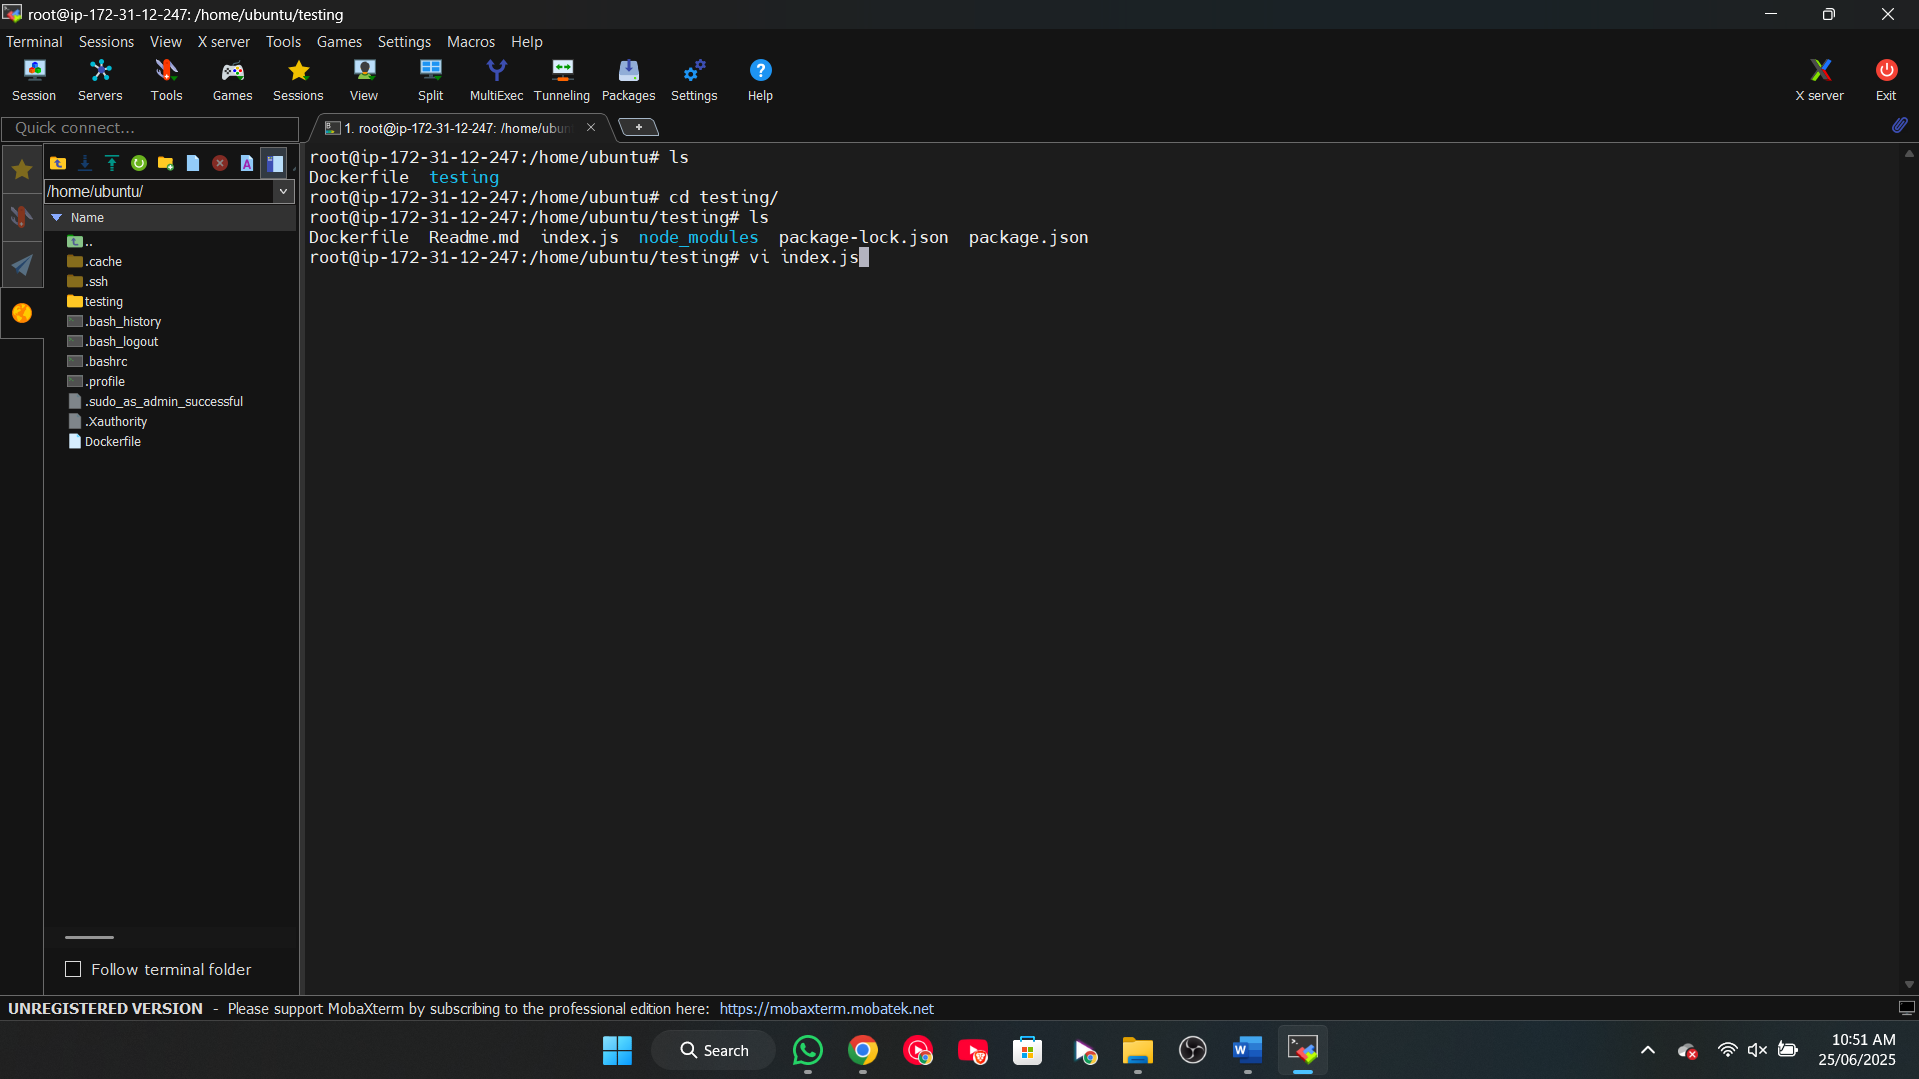 root@ip-172-31-12-247: /home/ubuntu/testing
Terminal Sessions View X server Tools Games Settings Macros Help
Session Servers Tools Games Sessions View Split MultiExec Tunneling Packages Settings Help X server Exit
Quick connect...
1. root@ip-172-31-12-247: /home/ubun
/home/ubuntu/
Name
..
.cache
.ssh
testing
.bash_history
.bash_logout
.bashrc
.profile
.sudo_as_admin_successful
.Xauthority
Dockerfile
Follow terminal folder
root@ip-172-31-12-247:/home/ubuntu# ls
Dockerfile testing
root@ip-172-31-12-247:/home/ubuntu# cd testing/
root@ip-172-31-12-247:/home/ubuntu/testing# ls
Dockerfile Readme.md index.js node_modules package-lock.json package.json
root@ip-172-31-12-247:/home/ubuntu/testing# vi index.js
UNREGISTERED VERSION - Please support MobaXterm by subscribing to the professional edition here: https://mobaxterm.mobatek.net
Search
10:51 AM
25/06/2025